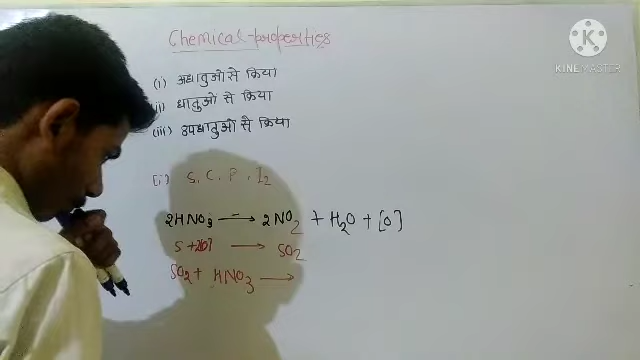 Chemical properties
(i) अधातुओं से क्रिया
(ii) धातुओं से क्रिया
(iii) उपधातुओं से क्रिया
(i) S, C, P, I₂
2HNO₃ → 2NO₂ + H₂O + [O]
S + 2[O] → SO₂
SO₂ + HNO₃ →
KINEMASTER